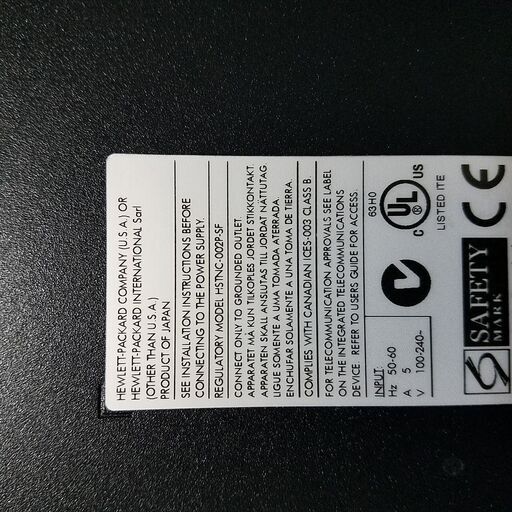 HEWLETT-PACKARD COMPANY (U.S.A.) OR
HEWLETT-PACKARD INTERNATIONAL Sarl
(OTHER THAN U.S.A.)
PRODUCT OF JAPAN
SEE INSTALLATION INSTRUCTIONS BEFORE
CONNECTING TO THE POWER SUPPLY.
REGULATORY MODEL HSTNC-002P-SF
CONNECT ONLY TO GROUNDED OUTLET
APPARATET MÅ KUN TILKOPLES JORDET STIKKONTAKT.
APPARATEN SKALL ANSLUTAS TILL JORDAT NÄTTUTAG
LIGUE SOMENTE A UMA TOMADA ATERRADA.
ENCHUFAR SOLAMENTE A UNA TOMA DE TIERRA.
COMPLIES WITH CANADIAN ICES-003 CLASS B
FOR TELECOMMUNICATION APPROVALS SEE LABEL
ON THE INTEGRATED TELECOMMUNICATIONS
DEVICE REFER TO USERS GUIDE FOR ACCESS.
INPUT:
Hz 50-60
A 5
V 100-240~
63H0
C UL US
LISTED ITE
SAFETY
MARK
CE